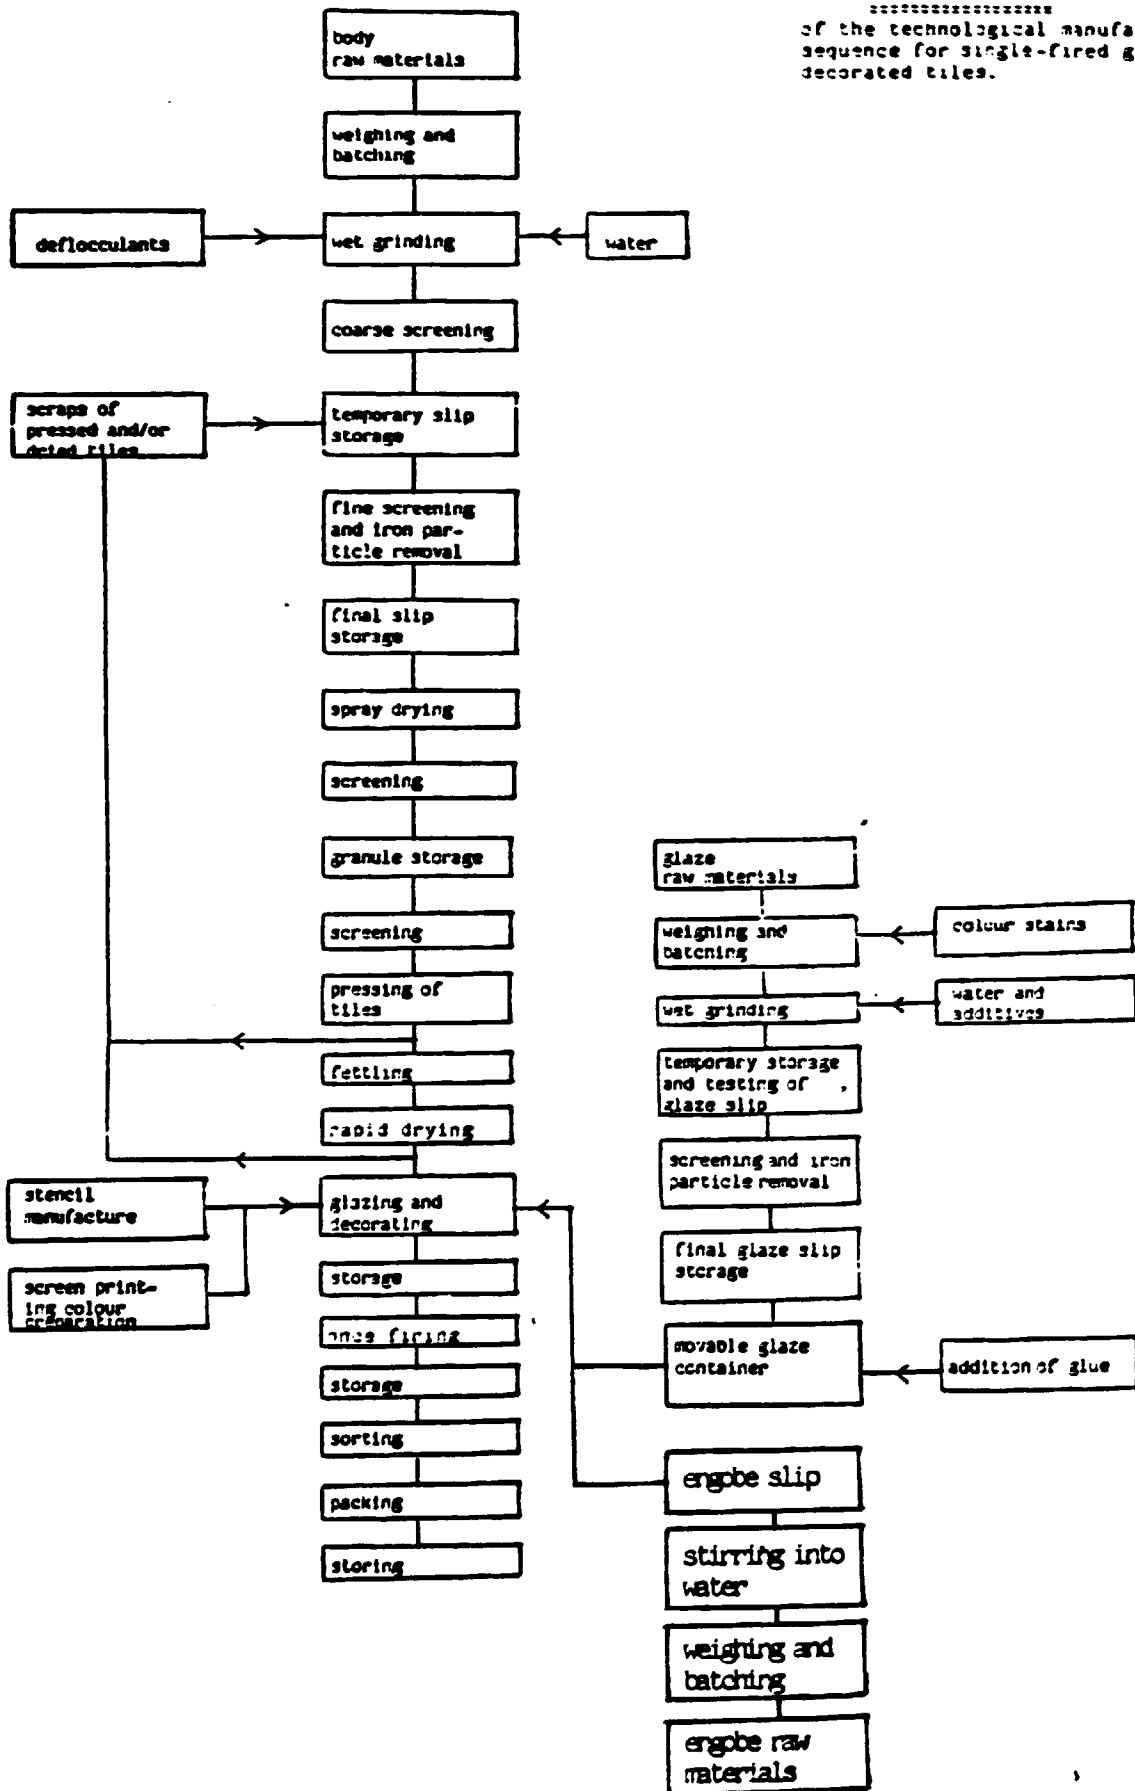 of the technological manufa
sequence for single-fired g
decorated tiles.
body
raw materials
weighing and
batching
deflocculants
wet grinding
water
coarse screening
scraps of
pressed and/or
dried tiles
temporary slip
storage
fine screening
and iron par-
ticle removal
final slip
storage
spray drying
screening
granule storage
screening
pressing of
tiles
fettling
rapid drying
stencil
manufacture
glazing and
decorating
screen print-
ing colour
preparation
storage
once firing
storage
sorting
packing
storing
glaze
raw materials
weighing and
batching
colour stains
wet grinding
water and
additives
temporary storage
and testing of
glaze slip
screening and iron
particle removal
final glaze slip
storage
movable glaze
container
addition of glue
engobe slip
stirring into
water
weighing and
batching
engobe raw
materials